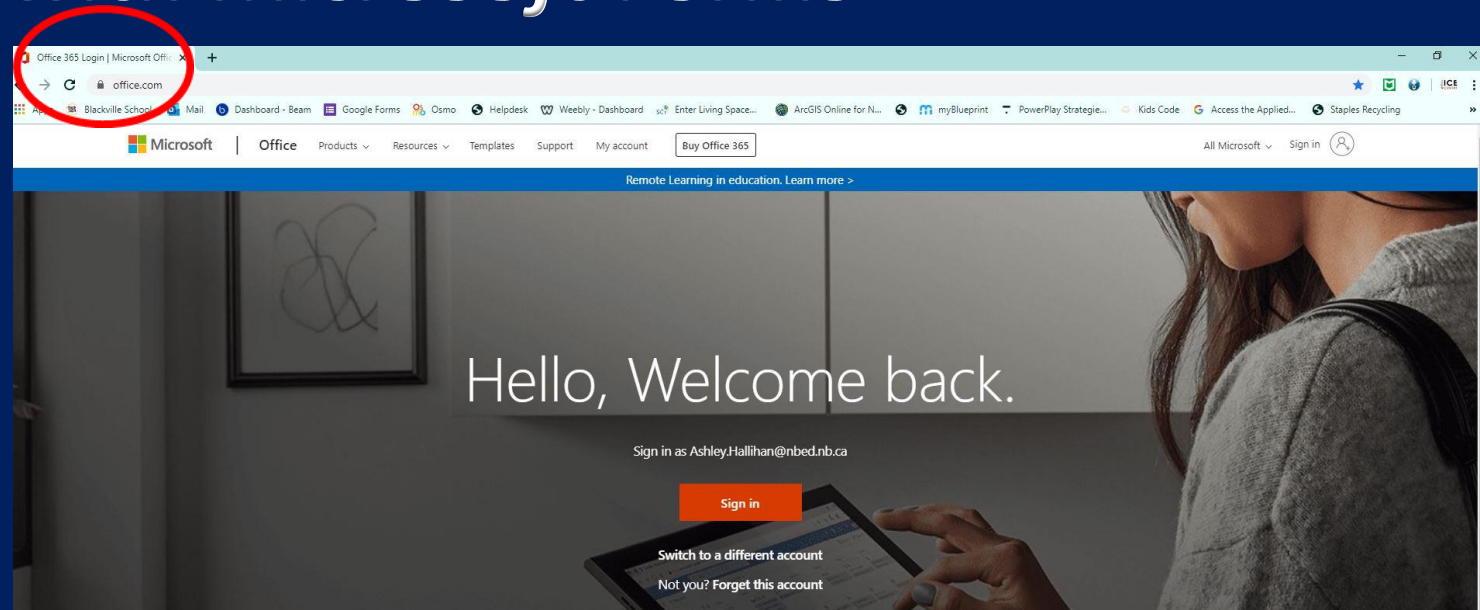 Office 365 Login | Microsoft Offic
office.com
Blackville School Mail Dashboard - Beam Google Forms Osmo Helpdesk Weebly - Dashboard Enter Living Space... ArcGIS Online for N... myBlueprint PowerPlay Strategie... Kids Code Access the Applied... Staples Recycling
Microsoft Office Products Resources Templates Support My account Buy Office 365 All Microsoft Sign in
Remote Learning in education. Learn more >
Hello, Welcome back.
Sign in as Ashley.Hallihan@nbed.nb.ca
Sign in
Switch to a different account
Not you? Forget this account